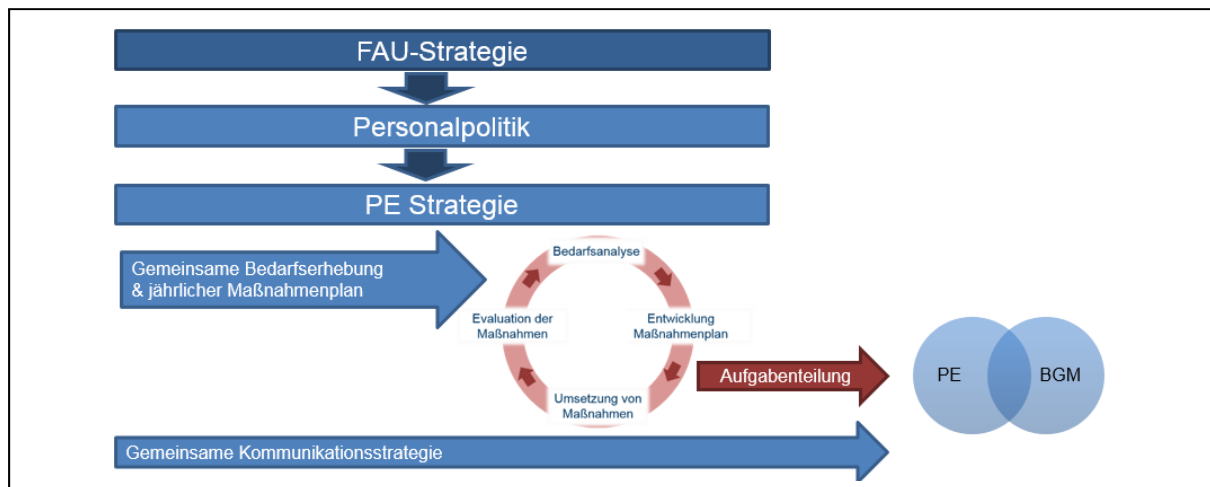 FAU-Strategie
Personalpolitik
PE Strategie
Gemeinsame Bedarfserhebung
& jährlicher Maßnahmenplan
Bedarfsanalyse
Evaluation der
Maßnahmen
Entwicklung
Maßnahmenplan
Umsetzung von
Maßnahmen
Aufgabenteilung
PE
BGM
Gemeinsame Kommunikationsstrategie